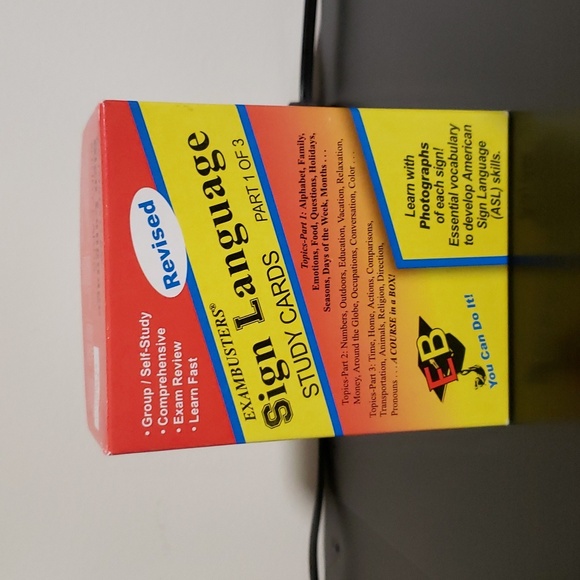 • Group / Self-Study
• Comprehensive
• Exam Review
• Learn Fast
Revised
EXAMBUSTERS®
Sign Language
STUDY CARDS PART 1 OF 3
Topics-Part 1: Alphabet, Family,
Emotions, Food, Questions, Holidays,
Seasons, Days of the Week, Months . . .
Topics-Part 2: Numbers, Outdoors, Education, Vacation, Relaxation,
Money, Around the Globe, Occupations, Conversation, Color . . .
Topics-Part 3: Time, Home, Actions, Comparisons,
Transportation, Animals, Religion, Direction,
Pronouns . . . A COURSE in a BOX!
Learn with
Photographs
of each sign!
Essential vocabulary
to develop American
Sign Language
(ASL) skills.
EB
You Can Do It!